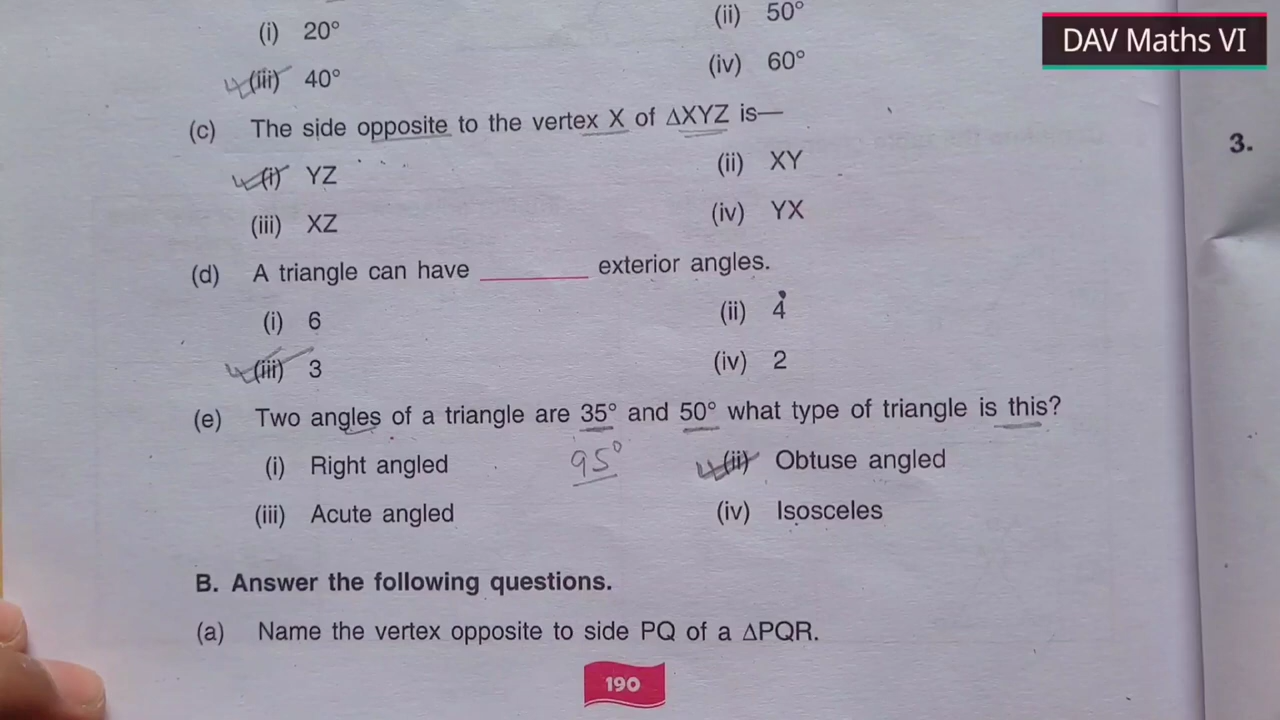 DAV Maths VI
(i) 20° (ii) 50°
(iii) 40° (iv) 60°
(c) The side opposite to the vertex X of ΔXYZ is—
(i) YZ (ii) XY
(iii) XZ (iv) YX
3.
(d) A triangle can have ________ exterior angles.
(i) 6 (ii) 4
(iii) 3 (iv) 2
(e) Two angles of a triangle are 35° and 50° what type of triangle is this?
(i) Right angled 95° (ii) Obtuse angled
(iii) Acute angled (iv) Isosceles
B. Answer the following questions.
(a) Name the vertex opposite to side PQ of a ΔPQR.
190